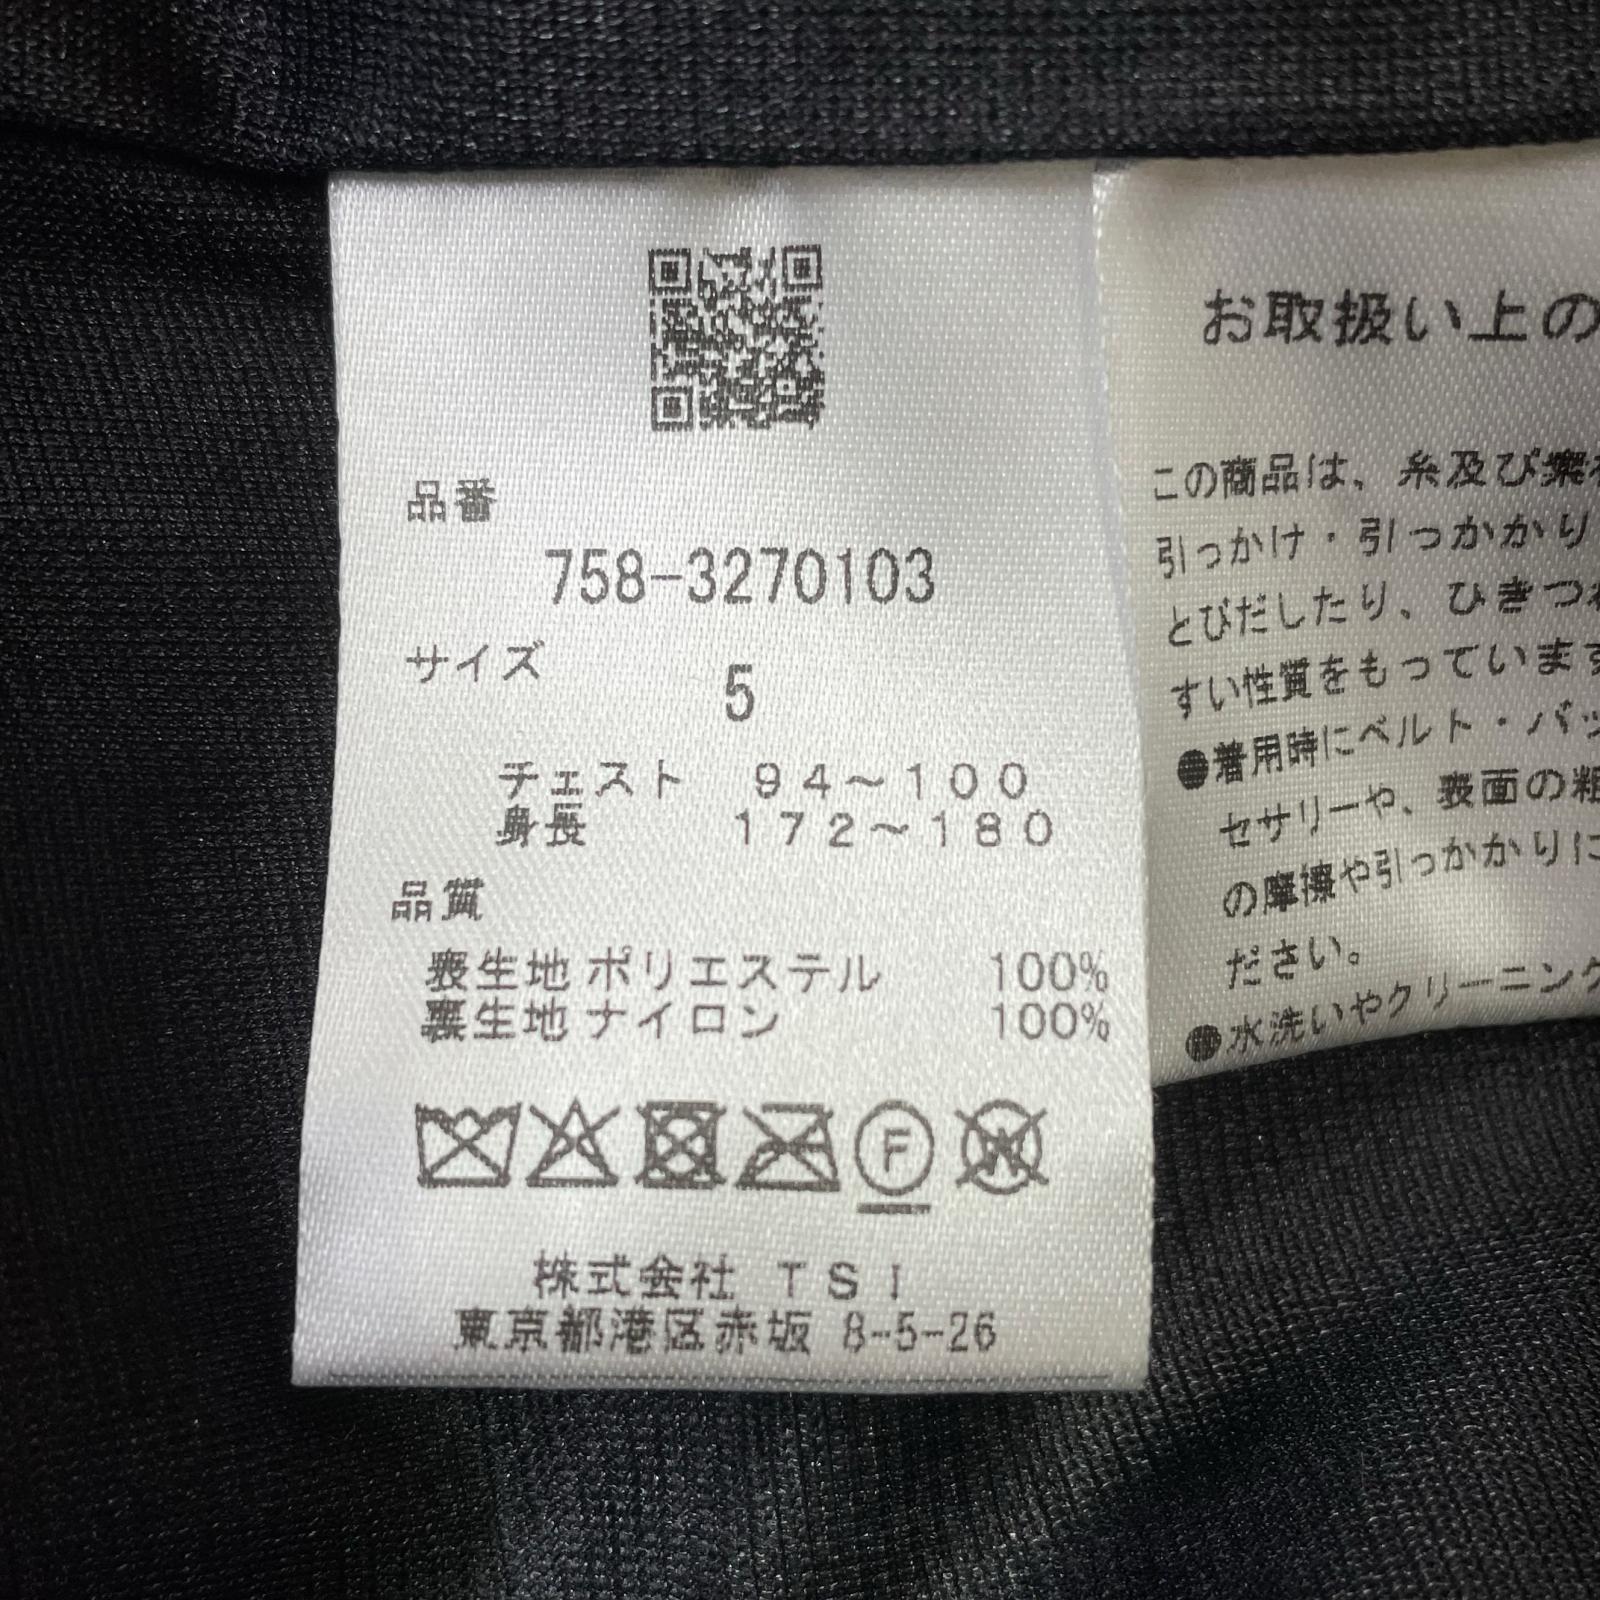 品番
758-3270103
サイズ
5
チェスト 94〜100
身長 172〜180
品質
表生地 ポリエステル 100%
裏生地 ナイロン 100%
F
W
株式会社 TSI
東京都港区赤坂 8-5-26
お取扱い上の
この商品は、糸及び
引っかけ・引っかかり
とびだしたり、ひきつ
すい性質をもっています
●着用時にベルト・バッ
セサリーや、表面の粗
の摩擦や引っかかりに
ださい。
●水洗いやクリーニング